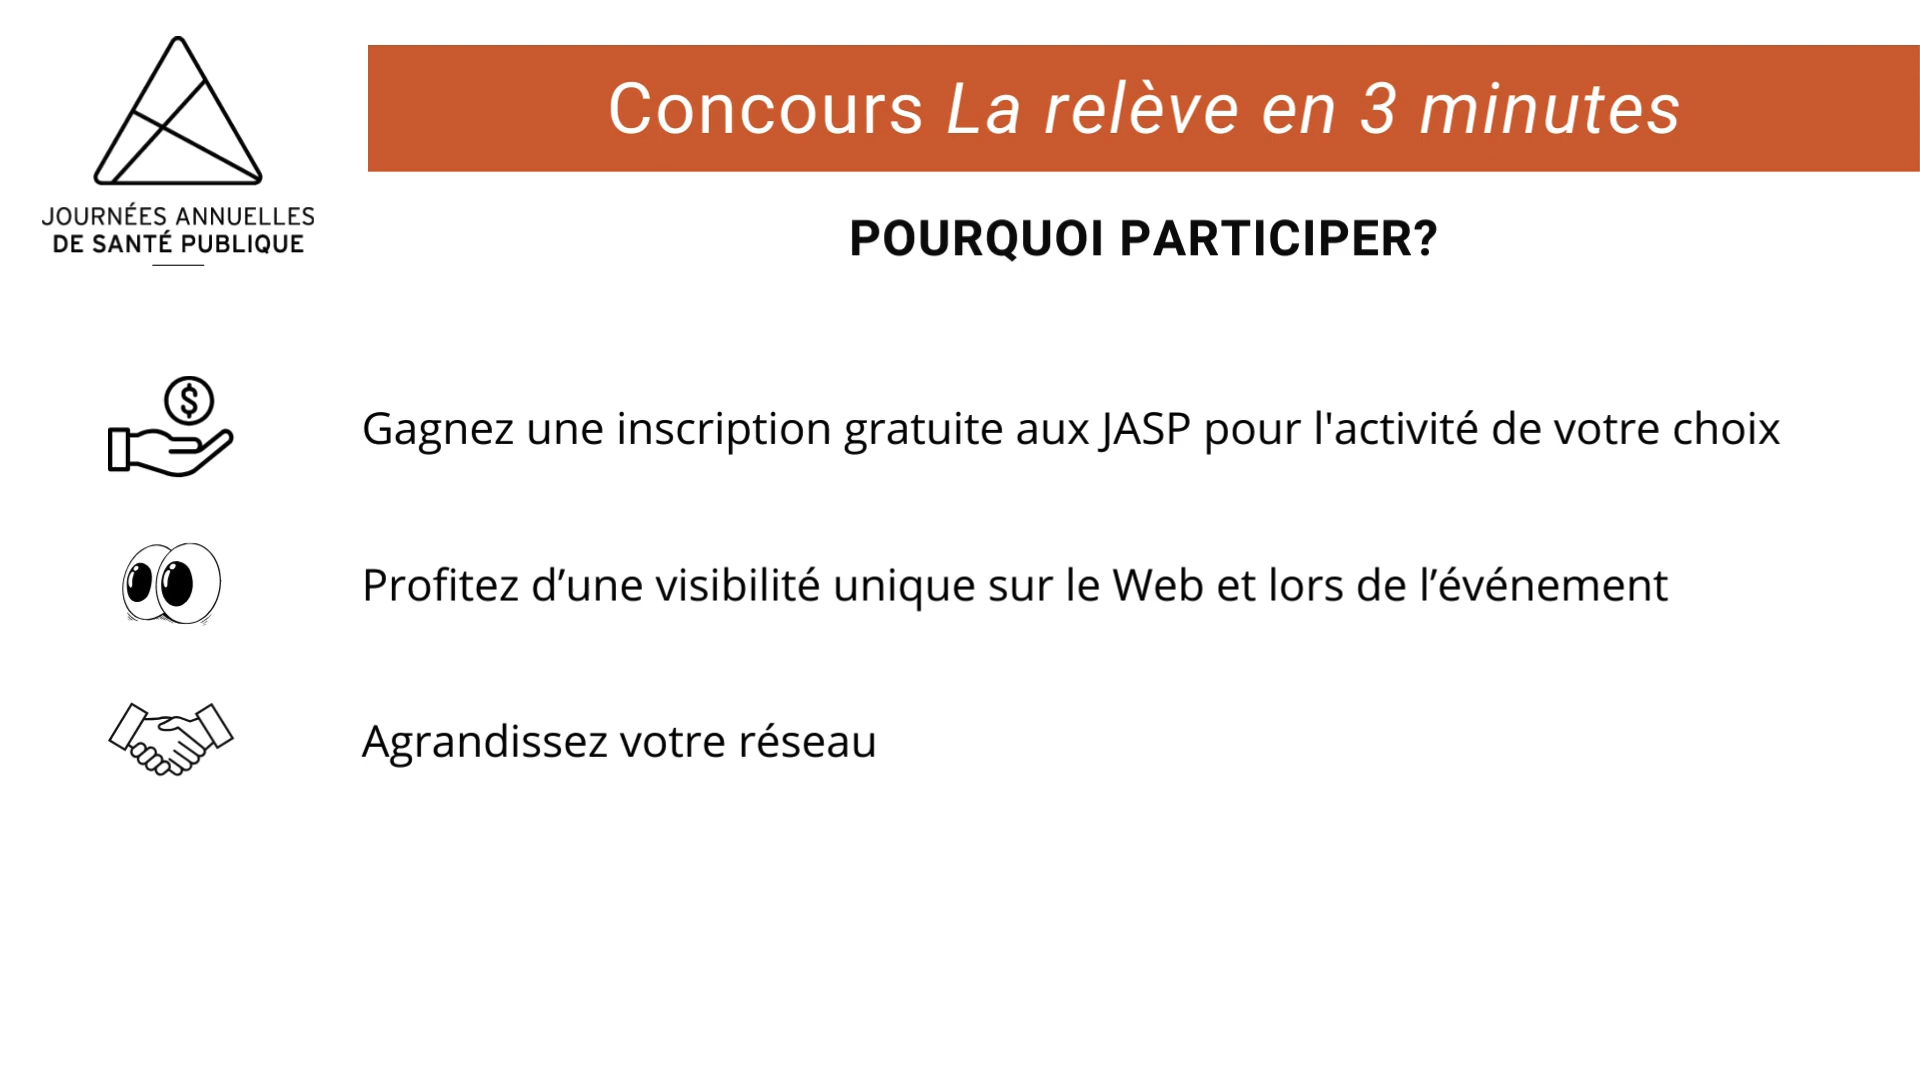 JOURNÉES ANNUELLES
DE SANTÉ PUBLIQUE
Concours La relève en 3 minutes
POURQUOI PARTICIPER?
$
Gagnez une inscription gratuite aux JASP pour l'activité de votre choix
Profitez d’une visibilité unique sur le Web et lors de l’événement
Agrandissez votre réseau